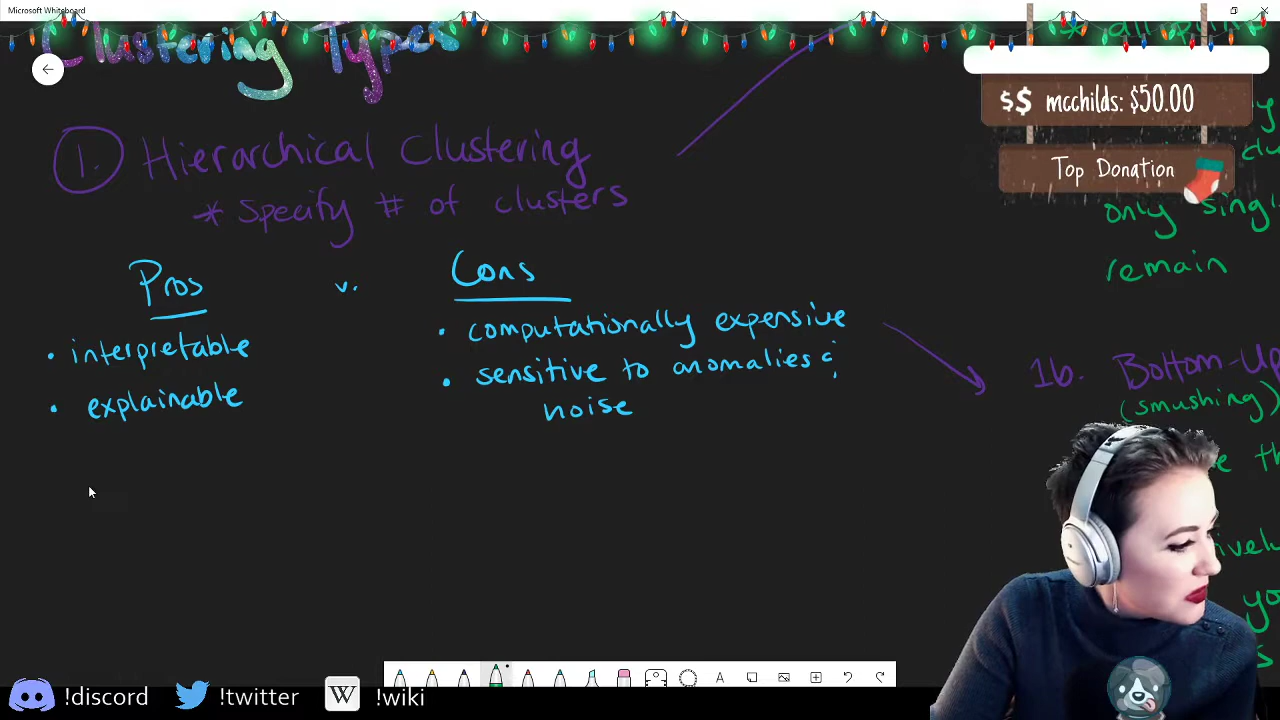 Microsoft Whiteboard
Clustering Types
1. Hierarchical Clustering
* Specify # of clusters
Pros
v.
Cons
• interpretable
• explainable
• computationally expensive
• sensitive to anomalies &
noise
* all
only
remain
1b. Bottom-Up
(smushing)
$$ mcchilds: $50.00
Top Donation
!discord
!twitter
W !wiki